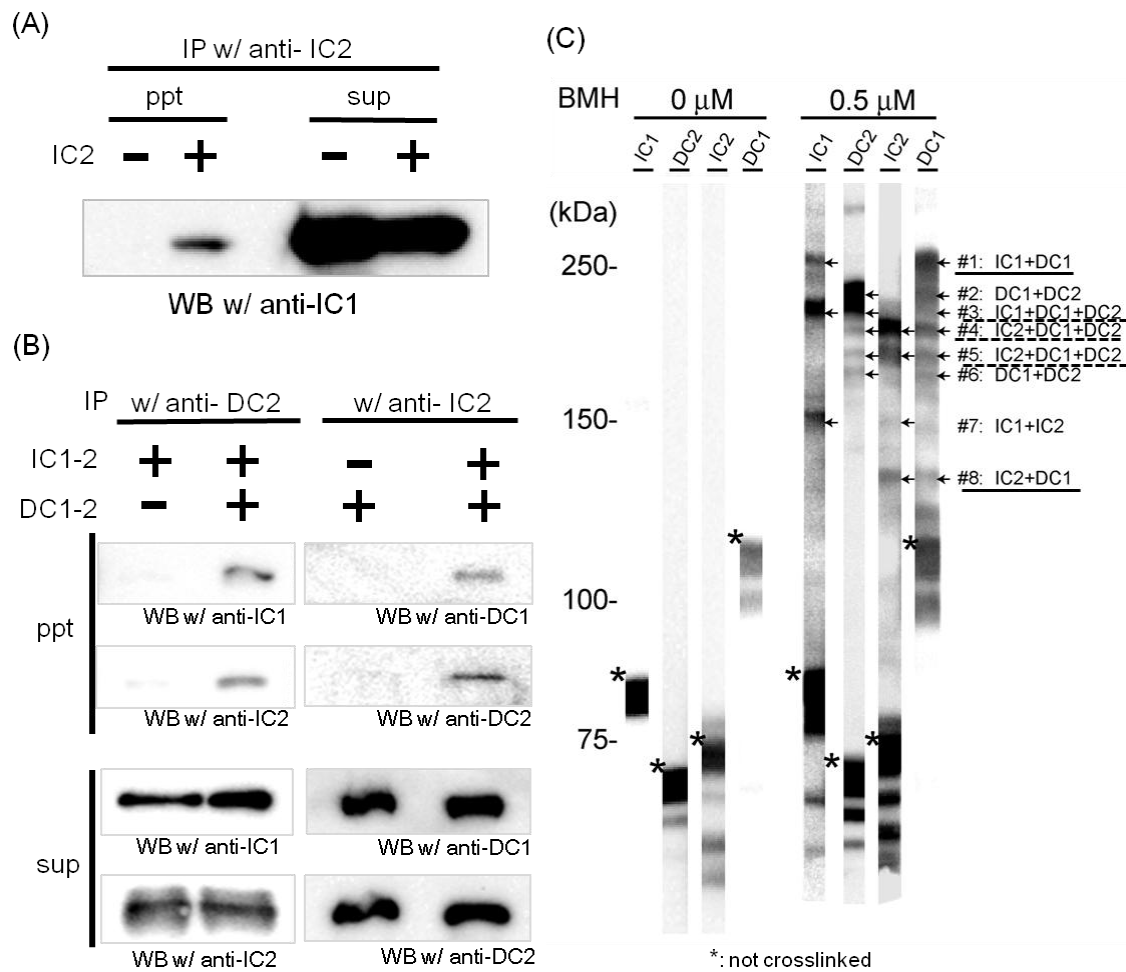 (A)
IP w/ anti- IC2
ppt sup
IC2 - + - +
WB w/ anti-IC1
(B)
IP w/ anti- DC2 w/ anti- IC2
IC1-2 + + - +
DC1-2 - + + +
ppt
WB w/ anti-IC1 WB w/ anti-DC1
WB w/ anti-IC2 WB w/ anti-DC2
sup
WB w/ anti-IC1 WB w/ anti-DC1
WB w/ anti-IC2 WB w/ anti-DC2
(C)
BMH 0 μM 0.5 μM
IC1 DC2 IC2 DC1 IC1 DC2 IC2 DC1
(kDa)
250-
150-
100-
75-
#1: IC1+DC1
#2: DC1+DC2
#3: IC1+DC1+DC2
#4: IC2+DC1+DC2
#5: IC2+DC1+DC2
#6: DC1+DC2
#7: IC1+IC2
#8: IC2+DC1
* * * * * * * *
*: not crosslinked